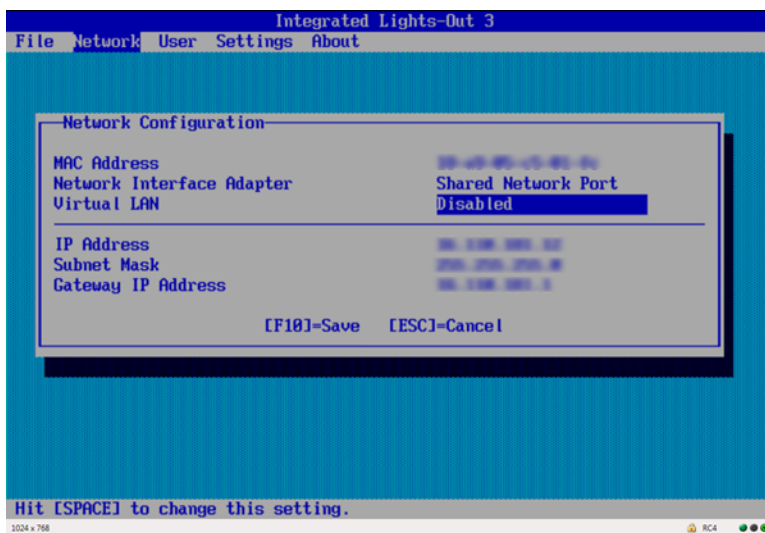 Integrated Lights-Out 3
File Network User Settings About
Network Configuration
MAC Address
Network Interface Adapter Shared Network Port
Virtual LAN Disabled
IP Address
Subnet Mask
Gateway IP Address
[F10]=Save [ESC]=Cancel
Hit [SPACE] to change this setting.
1024 x 768 RC4